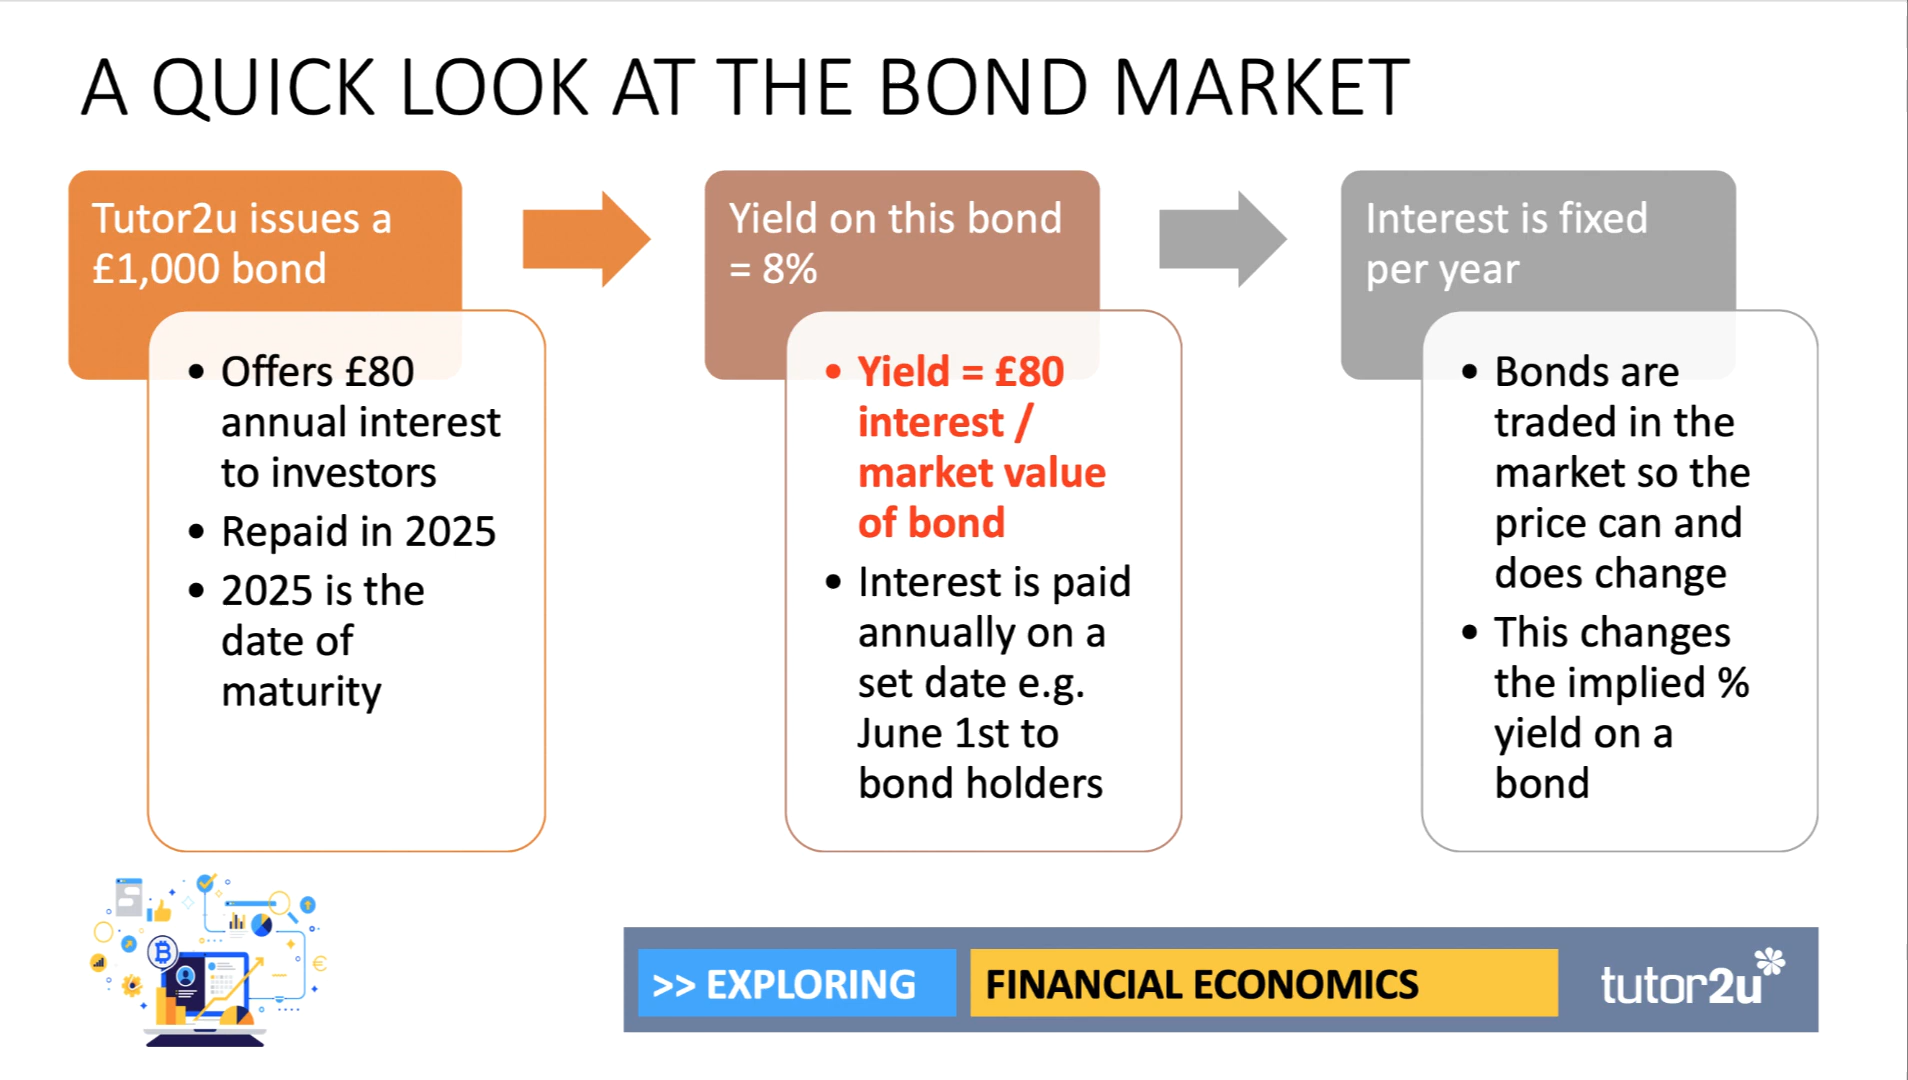 A QUICK LOOK AT THE BOND MARKET
Tutor2u issues a
£1,000 bond
• Offers £80
annual interest
to investors
• Repaid in 2025
• 2025 is the
date of
maturity
Yield on this bond
= 8%
• Yield = £80
interest /
market value
of bond
• Interest is paid
annually on a
set date e.g.
June 1st to
bond holders
Interest is fixed
per year
• Bonds are
traded in the
market so the
price can and
does change
• This changes
the implied %
yield on a
bond
>> EXPLORING
FINANCIAL ECONOMICS
tutor2u